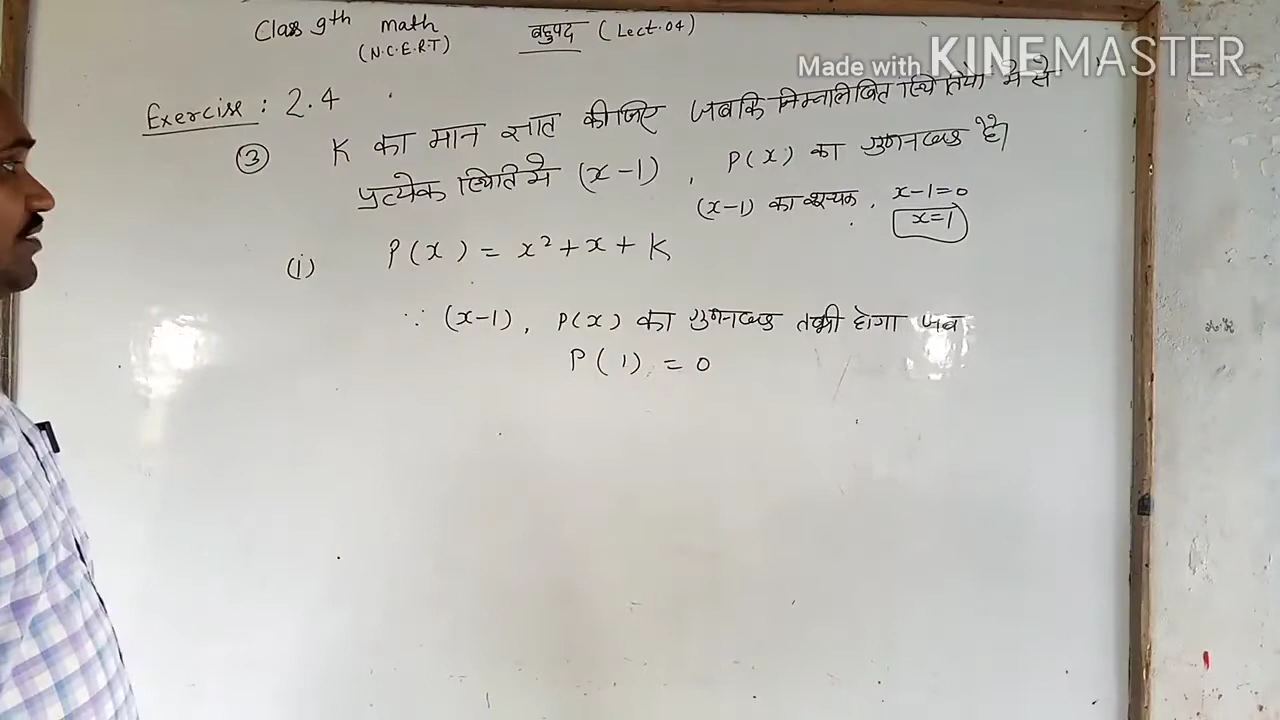 Class 9th math बहुपद (Lect. 04)
(N.C.E.R.T)
Made with KINEMASTER
Exercise : 2.4
③ K का मान ज्ञात कीजिए जबकि निम्नलिखित स्थितियो मे से
प्रत्येक स्थिति मे (x-1), P(x) का गुणनखण्ड है।
(x-1) का शून्यक, x-1=0
x=1
(i) P(x) = x² + x + K
∵ (x-1), P(x) का गुणनखण्ड तभी होगा जब
P(1) = 0